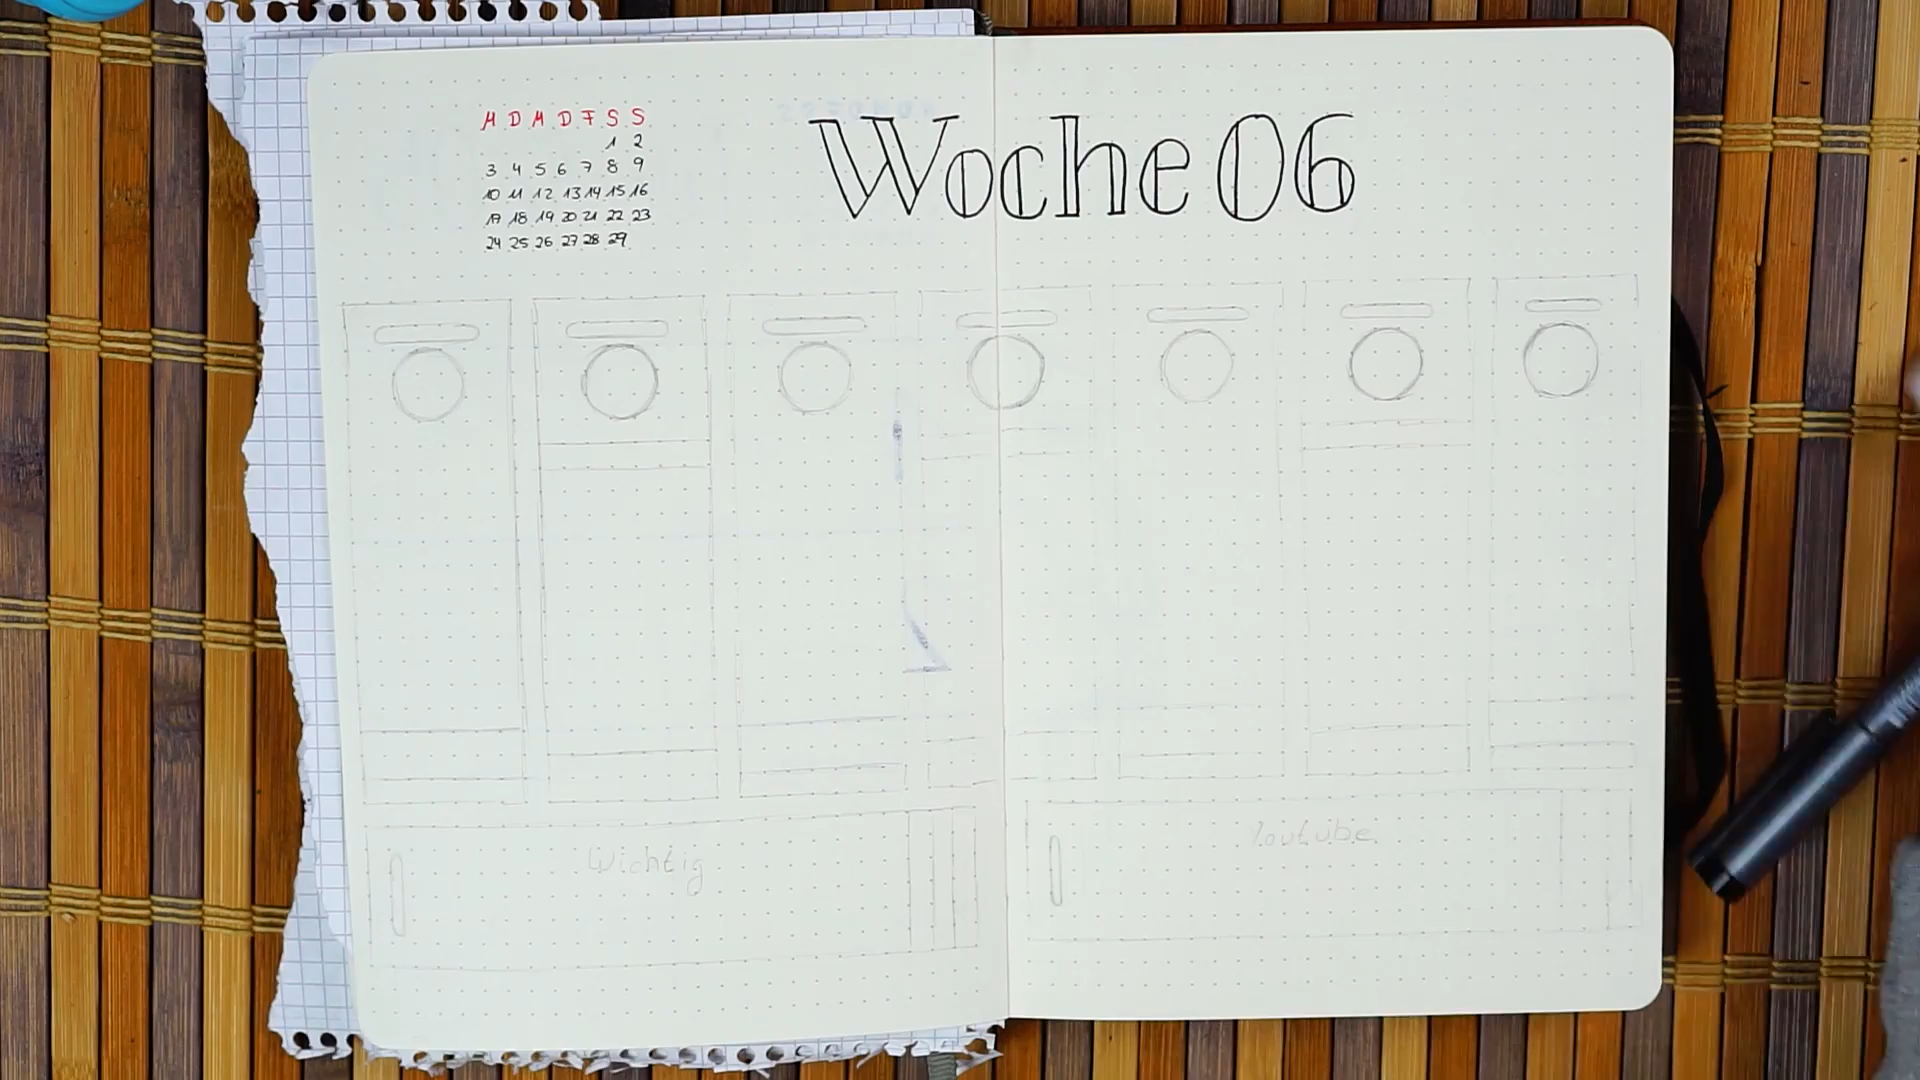 M D M D F S S
1 2
3 4 5 6 7 8 9
10 11 12 13 14 15 16
17 18 19 20 21 22 23
24 25 26 27 28 29
Woche 06
Wichtig
Youtube